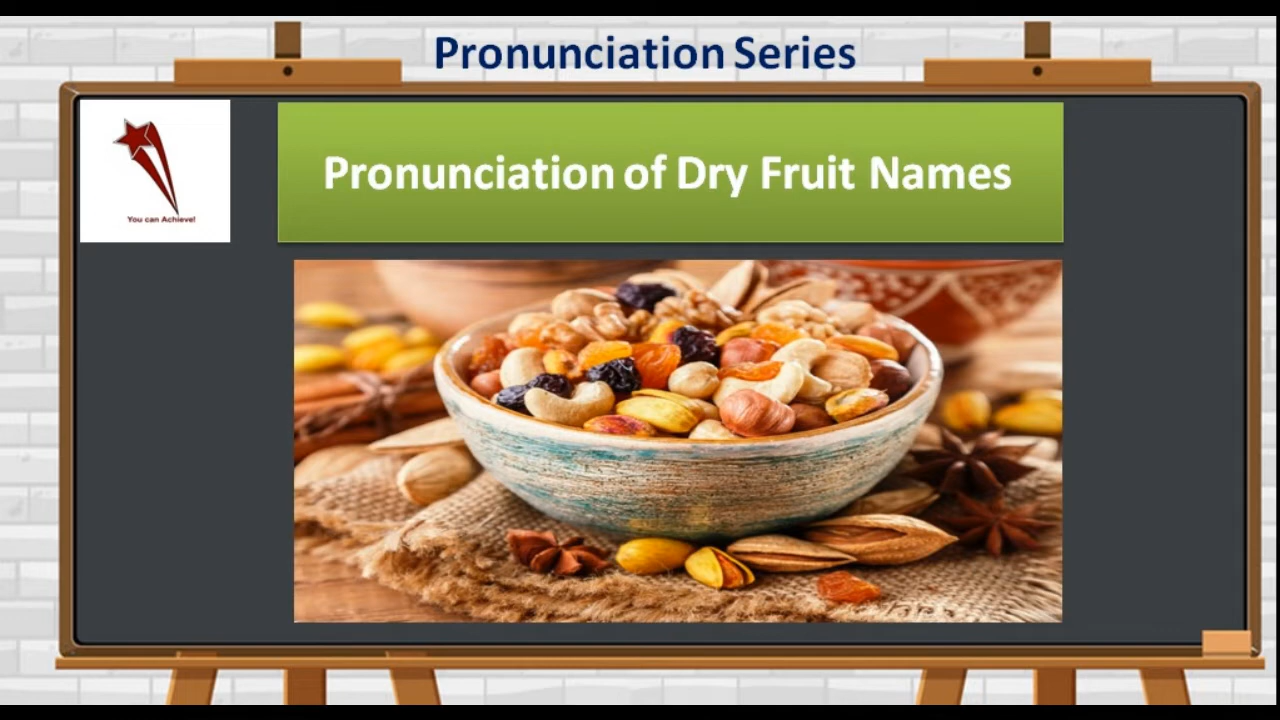 Pronunciation Series
You can Achieve!
Pronunciation of Dry Fruit Names